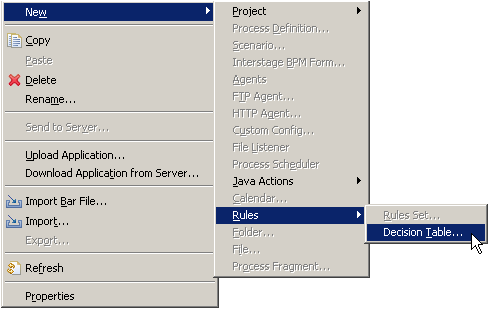 New
Copy
Paste
Delete
Rename...
Send to Server...
Upload Application...
Download Application from Server...
Import Bar File...
Import...
Export...
Refresh
Properties
Project
Process Definition...
Scenario...
Interstage BPM Form...
Agents
FTP Agent...
HTTP Agent...
Custom Config...
File Listener
Process Scheduler
Java Actions
Calendar...
Rules
Folder...
File...
Process Fragment...
Rules Set...
Decision Table...